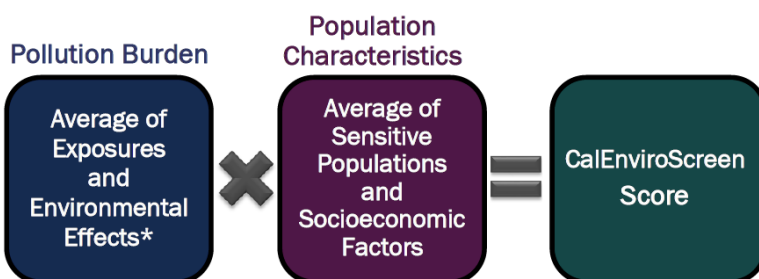 Pollution Burden
Average of
Exposures
and
Environmental
Effects*
Population
Characteristics
Average of
Sensitive
Populations
and
Socioeconomic
Factors
CalEnviroScreen
Score